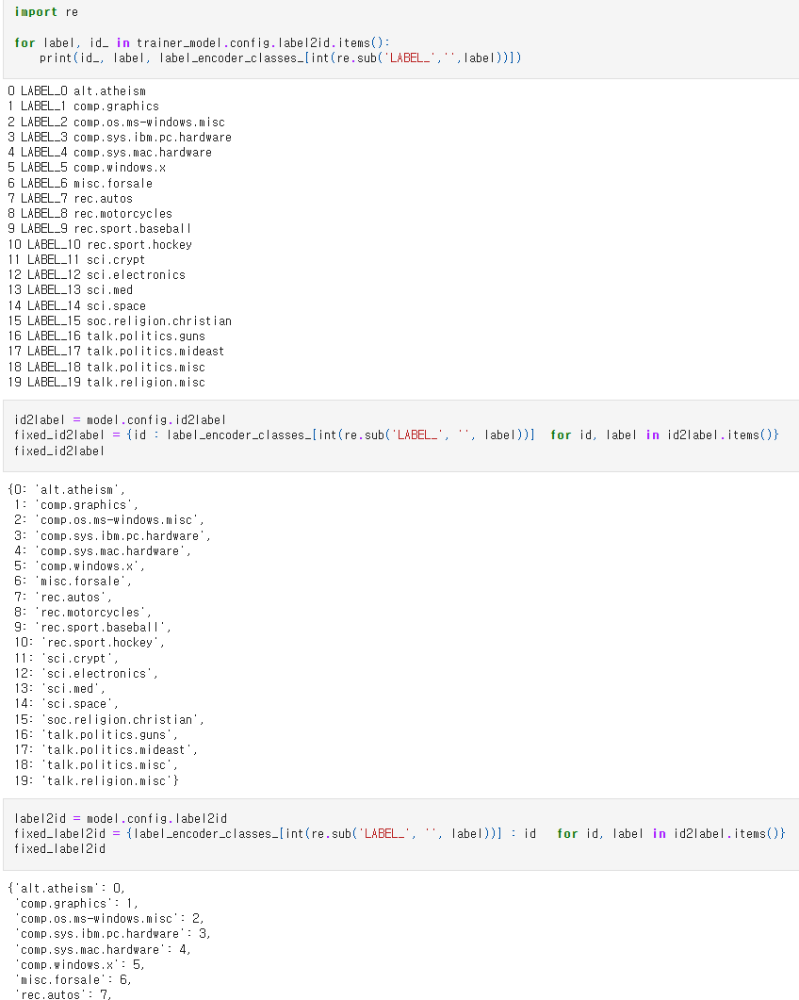 import re
for label, id_ in trainer_model.config.label2id.items():
    print(id_, label, label_encoder_classes_[int(re.sub('LABEL_','',label))])
0 LABEL_0 alt.atheism
1 LABEL_1 comp.graphics
2 LABEL_2 comp.os.ms-windows.misc
3 LABEL_3 comp.sys.ibm.pc.hardware
4 LABEL_4 comp.sys.mac.hardware
5 LABEL_5 comp.windows.x
6 LABEL_6 misc.forsale
7 LABEL_7 rec.autos
8 LABEL_8 rec.motorcycles
9 LABEL_9 rec.sport.baseball
10 LABEL_10 rec.sport.hockey
11 LABEL_11 sci.crypt
12 LABEL_12 sci.electronics
13 LABEL_13 sci.med
14 LABEL_14 sci.space
15 LABEL_15 soc.religion.christian
16 LABEL_16 talk.politics.guns
17 LABEL_17 talk.politics.mideast
18 LABEL_18 talk.politics.misc
19 LABEL_19 talk.religion.misc
id2label = model.config.id2label
fixed_id2label = {id : label_encoder_classes_[int(re.sub('LABEL_', '', label))]  for id, label in id2label.items()}
fixed_id2label
{0: 'alt.atheism',
 1: 'comp.graphics',
 2: 'comp.os.ms-windows.misc',
 3: 'comp.sys.ibm.pc.hardware',
 4: 'comp.sys.mac.hardware',
 5: 'comp.windows.x',
 6: 'misc.forsale',
 7: 'rec.autos',
 8: 'rec.motorcycles',
 9: 'rec.sport.baseball',
 10: 'rec.sport.hockey',
 11: 'sci.crypt',
 12: 'sci.electronics',
 13: 'sci.med',
 14: 'sci.space',
 15: 'soc.religion.christian',
 16: 'talk.politics.guns',
 17: 'talk.politics.mideast',
 18: 'talk.politics.misc',
 19: 'talk.religion.misc'}
label2id = model.config.label2id
fixed_label2id = {label_encoder_classes_[int(re.sub('LABEL_', '', label))] : id   for id, label in id2label.items()}
fixed_label2id
{'alt.atheism': 0,
 'comp.graphics': 1,
 'comp.os.ms-windows.misc': 2,
 'comp.sys.ibm.pc.hardware': 3,
 'comp.sys.mac.hardware': 4,
 'comp.windows.x': 5,
 'misc.forsale': 6,
 'rec.autos': 7,